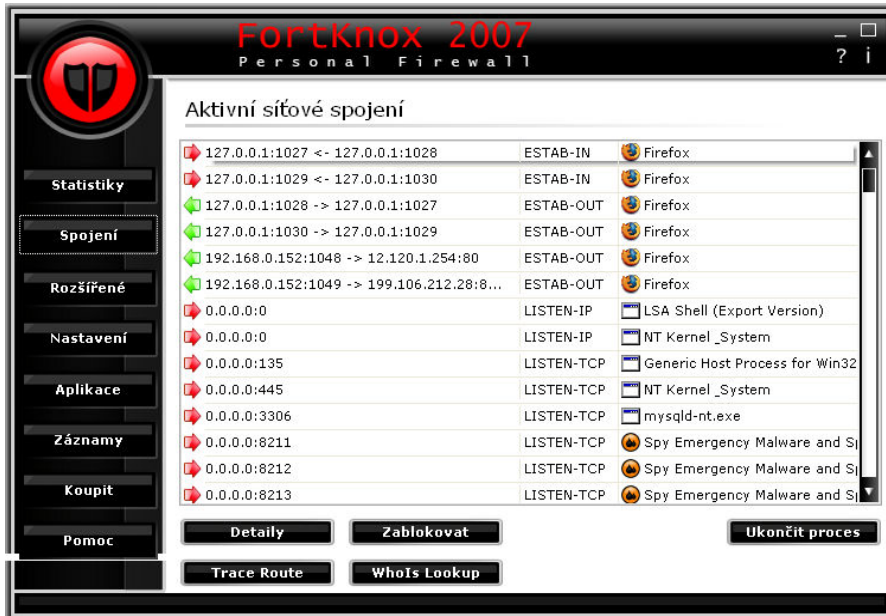 FortKnox 2007
Personal Firewall
? i
Aktivní síťové spojení
127.0.0.1:1027 <- 127.0.0.1:1028 ESTAB-IN Firefox
127.0.0.1:1029 <- 127.0.0.1:1030 ESTAB-IN Firefox
127.0.0.1:1028 -> 127.0.0.1:1027 ESTAB-OUT Firefox
127.0.0.1:1030 -> 127.0.0.1:1029 ESTAB-OUT Firefox
192.168.0.152:1048 -> 12.120.1.254:80 ESTAB-OUT Firefox
192.168.0.152:1049 -> 199.106.212.28:8... ESTAB-OUT Firefox
0.0.0.0:0 LISTEN-IP LSA Shell (Export Version)
0.0.0.0:0 LISTEN-IP NT Kernel _System
0.0.0.0:135 LISTEN-TCP Generic Host Process for Win32
0.0.0.0:445 LISTEN-TCP NT Kernel _System
0.0.0.0:3306 LISTEN-TCP mysqld-nt.exe
0.0.0.0:8211 LISTEN-TCP Spy Emergency Malware and
0.0.0.0:8212 LISTEN-TCP Spy Emergency Malware and
0.0.0.0:8213 LISTEN-TCP Spy Emergency Malware and
Statistiky
Spojení
Rozšířené
Nastavení
Aplikace
Záznamy
Koupit
Pomoc
Detaily Zablokovat Ukončit proces
Trace Route WhoIs Lookup